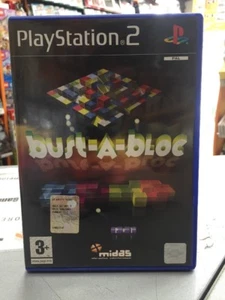 PlayStation 2
bust-a-bloc
3+
midas